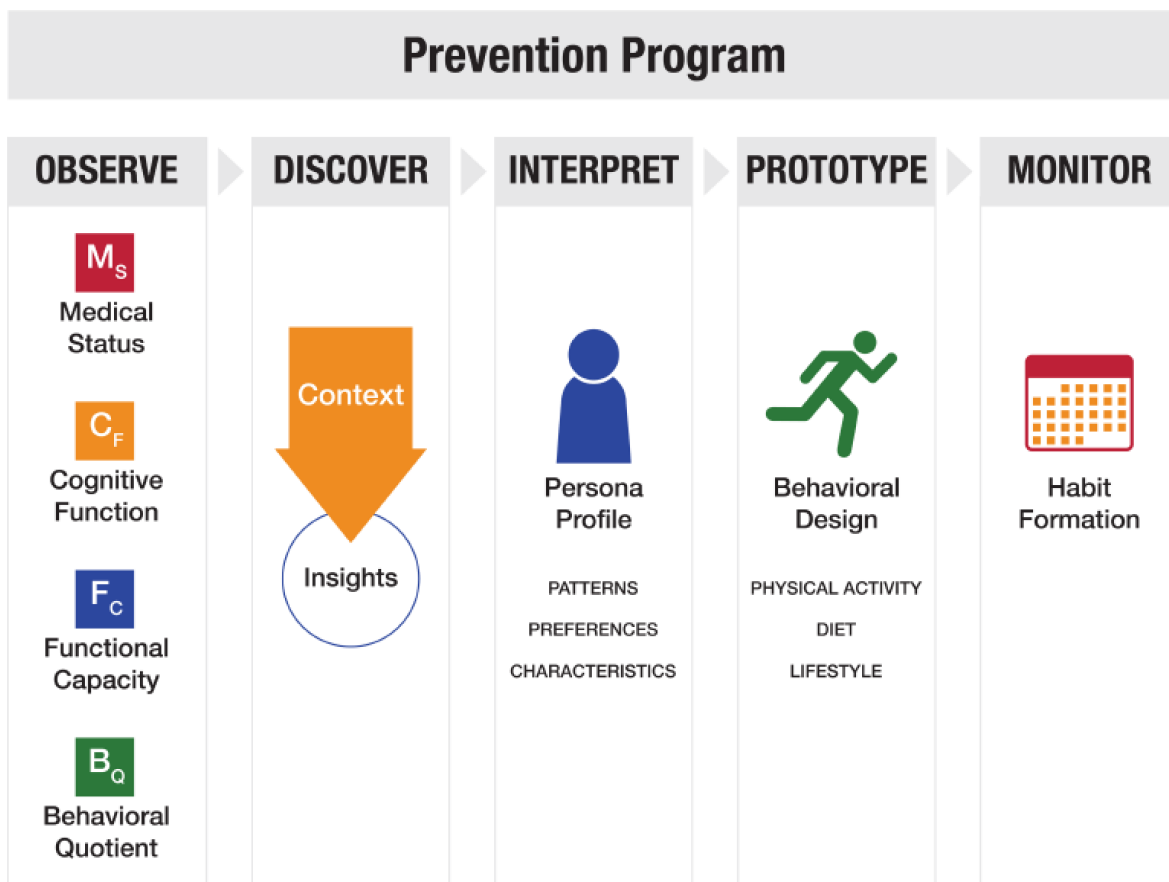 Prevention Program
OBSERVE
DISCOVER
INTERPRET
PROTOTYPE
MONITOR
MS
Medical
Status
CF
Cognitive
Function
FC
Functional
Capacity
BQ
Behavioral
Quotient
Context
Insights
Persona
Profile
PATTERNS
PREFERENCES
CHARACTERISTICS
Behavioral
Design
PHYSICAL ACTIVITY
DIET
LIFESTYLE
Habit
Formation